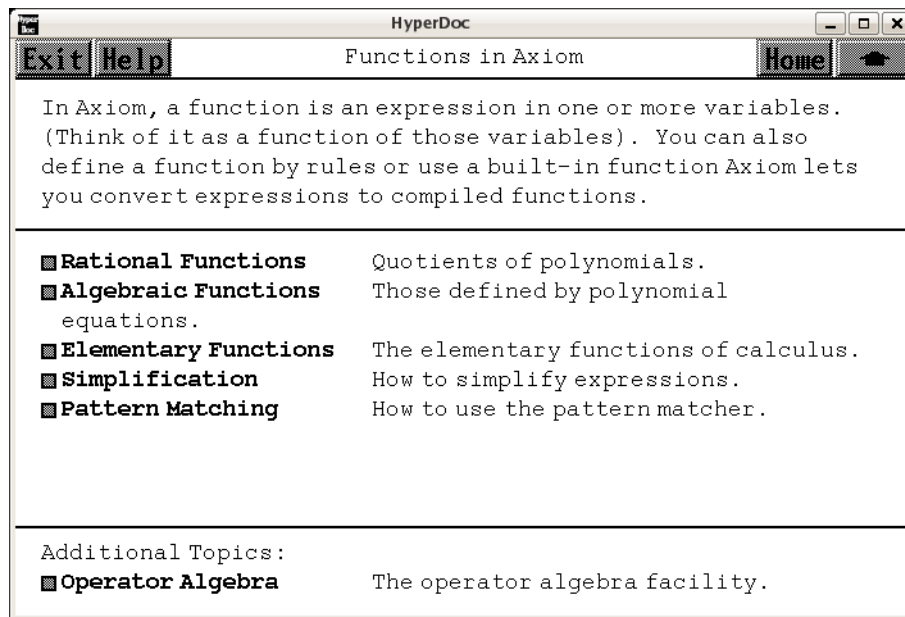 Hyper
Doc
HyperDoc
Exit Help Functions in Axiom Home
In Axiom, a function is an expression in one or more variables.
(Think of it as a function of those variables). You can also
define a function by rules or use a built-in function Axiom lets
you convert expressions to compiled functions.
Rational Functions Quotients of polynomials.
Algebraic Functions Those defined by polynomial
equations.
Elementary Functions The elementary functions of calculus.
Simplification How to simplify expressions.
Pattern Matching How to use the pattern matcher.
Additional Topics:
Operator Algebra The operator algebra facility.